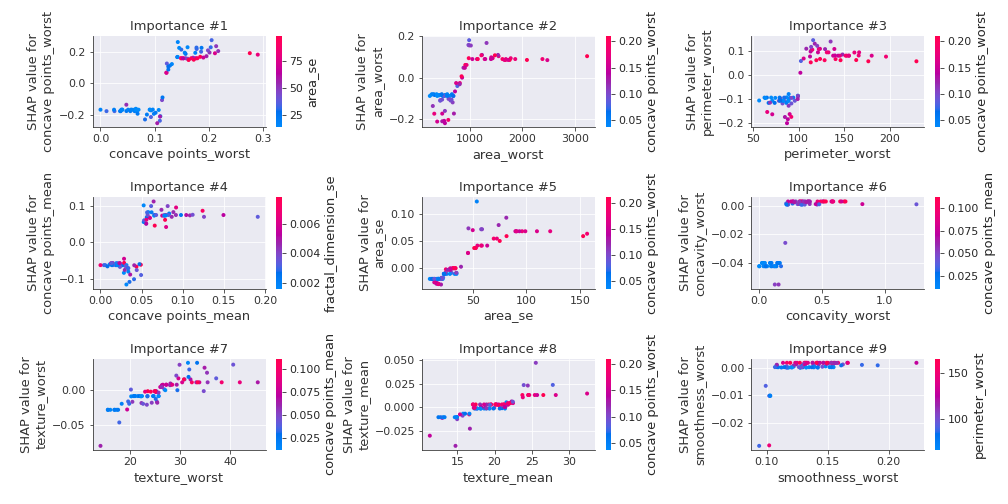 Importance #1
SHAP value for
concave points_worst
0.2
0.0
−0.2
0.0
0.1
0.2
0.3
concave points_worst
75
50
25
area_se
Importance #2
SHAP value for
area_worst
0.2
0.0
−0.2
1000
2000
3000
area_worst
0.20
0.15
0.10
0.05
concave points_worst
Importance #3
SHAP value for
perimeter_worst
0.1
0.0
−0.1
−0.2
50
100
150
200
perimeter_worst
0.20
0.15
0.10
0.05
concave points_worst
Importance #4
SHAP value for
concave points_mean
0.1
0.0
−0.1
0.00
0.05
0.10
0.15
0.20
concave points_mean
0.006
0.004
0.002
fractal_dimension_se
Importance #5
SHAP value for
area_se
0.10
0.05
0.00
50
100
150
area_se
0.20
0.15
0.10
0.05
concave points_worst
Importance #6
SHAP value for
concavity_worst
0.00
−0.02
−0.04
0.0
0.5
1.0
concavity_worst
0.100
0.075
0.050
0.025
concave points_mean
Importance #7
SHAP value for
texture_worst
0.00
−0.05
20
30
40
texture_worst
0.100
0.075
0.050
0.025
concave points_mean
Importance #8
SHAP value for
texture_mean
0.050
0.025
0.000
−0.025
15
20
25
30
texture_mean
0.20
0.15
0.10
0.05
concave points_worst
Importance #9
SHAP value for
smoothness_worst
0.00
−0.01
−0.02
−0.03
0.10
0.15
0.20
smoothness_worst
150
100
perimeter_worst